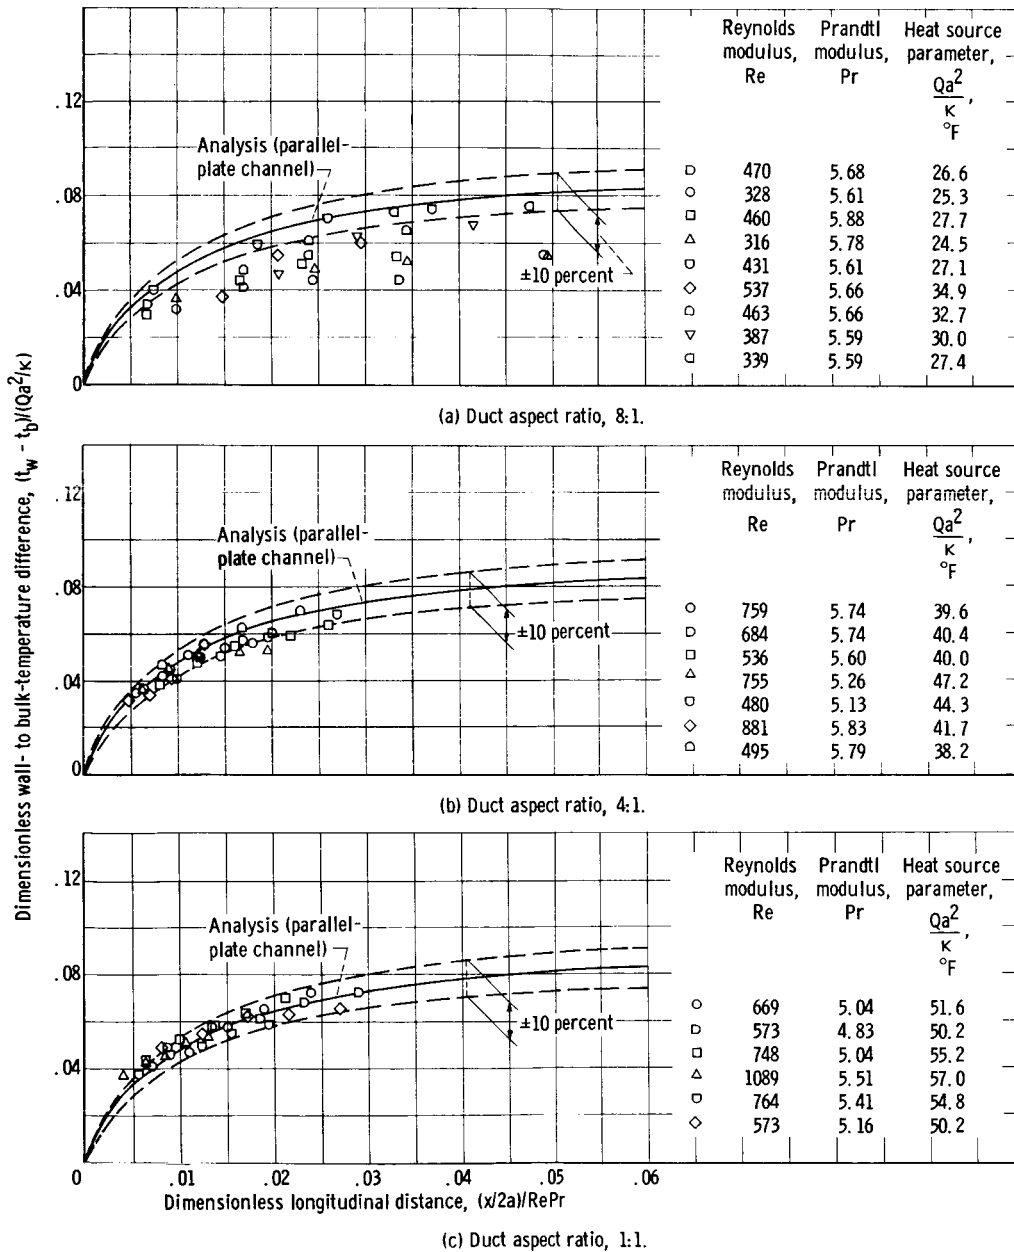 Dimensionless wall- to bulk-temperature difference, (t_w - t_b)/(Qa²/κ)
Reynolds modulus, Re
Prandtl modulus, Pr
Heat source parameter, Qa²/κ, °F
.12
.08
.04
0
Analysis (parallel-
plate channel)
±10 percent
470 5.68 26.6
328 5.61 25.3
460 5.88 27.7
316 5.78 24.5
431 5.61 27.1
537 5.66 34.9
463 5.66 32.7
387 5.59 30.0
339 5.59 27.4
(a) Duct aspect ratio, 8:1.
Reynolds modulus, Re
Prandtl modulus, Pr
Heat source parameter, Qa²/κ, °F
.12
.08
.04
0
Analysis (parallel-
plate channel)
±10 percent
759 5.74 39.6
684 5.74 40.4
536 5.60 40.0
755 5.26 47.2
480 5.13 44.3
881 5.83 41.7
495 5.79 38.2
(b) Duct aspect ratio, 4:1.
Reynolds modulus, Re
Prandtl modulus, Pr
Heat source parameter, Qa²/κ, °F
.12
.08
.04
Analysis (parallel-
plate channel)
±10 percent
669 5.04 51.6
573 4.83 50.2
748 5.04 55.2
1089 5.51 57.0
764 5.41 54.8
573 5.16 50.2
0 .01 .02 .03 .04 .05 .06
Dimensionless longitudinal distance, (x/2a)/RePr
(c) Duct aspect ratio, 1:1.